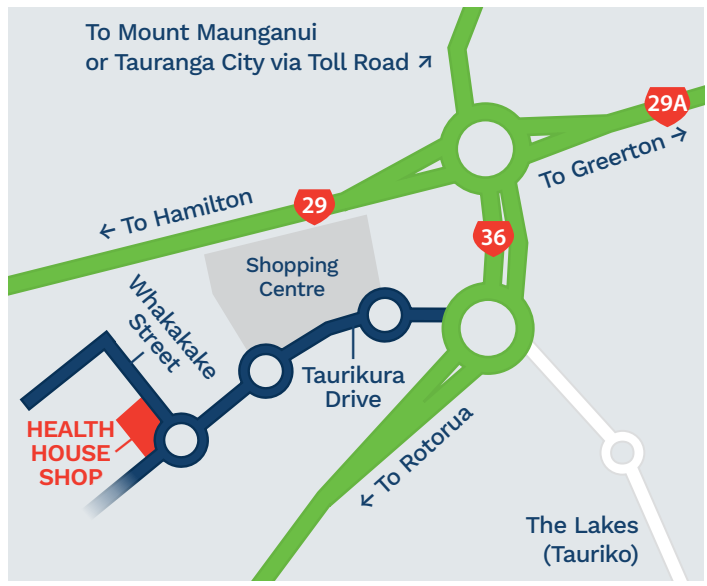 To Mount Maunganui
or Tauranga City via Toll Road ↗
29A
To Greerton →
← To Hamilton
29
36
Shopping
Centre
Whakakake
Street
Taurikura
Drive
HEALTH
HOUSE
SHOP
← To Rotorua
The Lakes
(Tauriko)